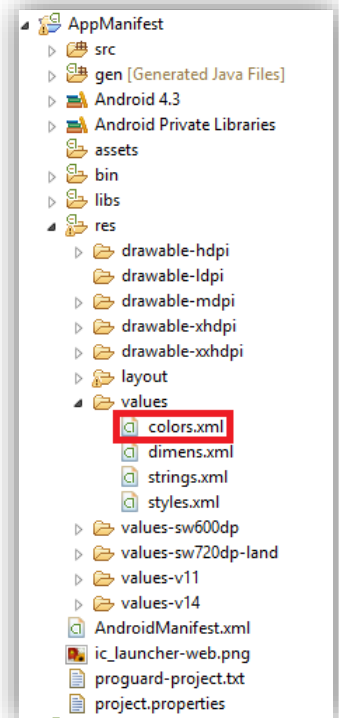 AppManifest
src
gen [Generated Java Files]
Android 4.3
Android Private Libraries
assets
bin
libs
res
drawable-hdpi
drawable-ldpi
drawable-mdpi
drawable-xhdpi
drawable-xxhdpi
layout
values
colors.xml
dimens.xml
strings.xml
styles.xml
values-sw600dp
values-sw720dp-land
values-v11
values-v14
AndroidManifest.xml
ic_launcher-web.png
proguard-project.txt
project.properties